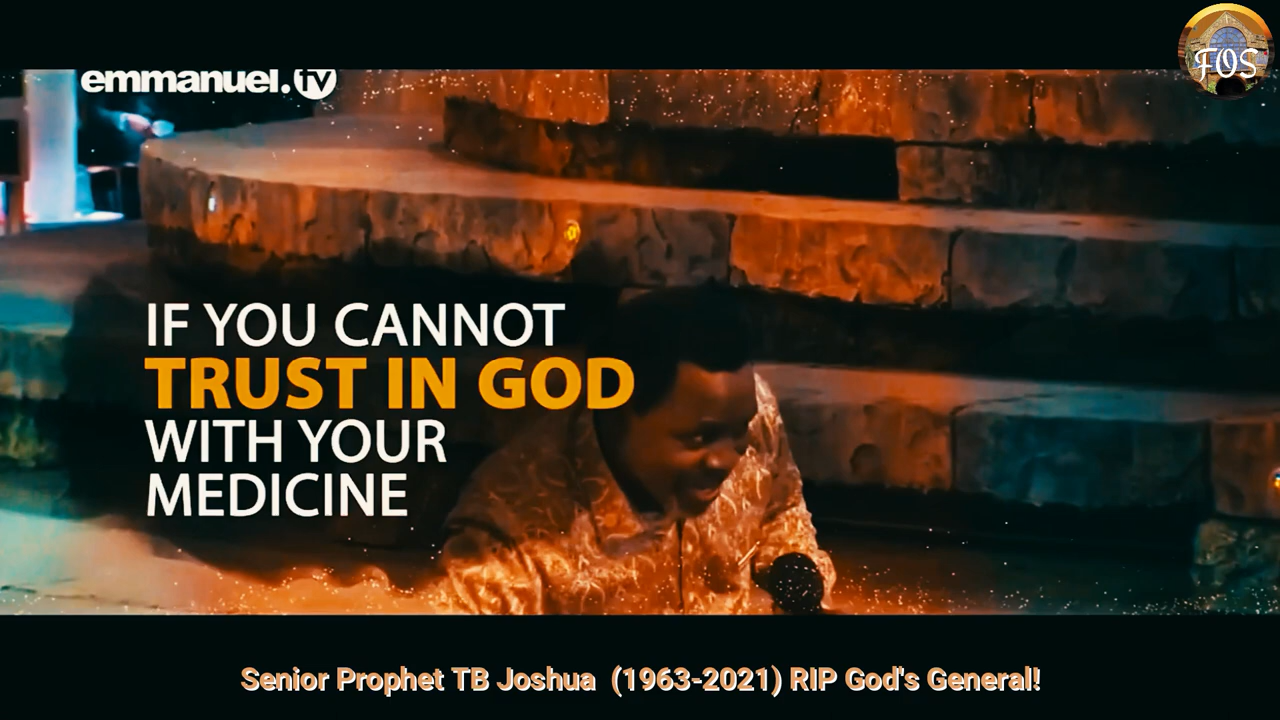 emmanuel.TV
FOS
IF YOU CANNOT
TRUST IN GOD
WITH YOUR
MEDICINE
Senior Prophet TB Joshua (1963-2021) RIP God's General!